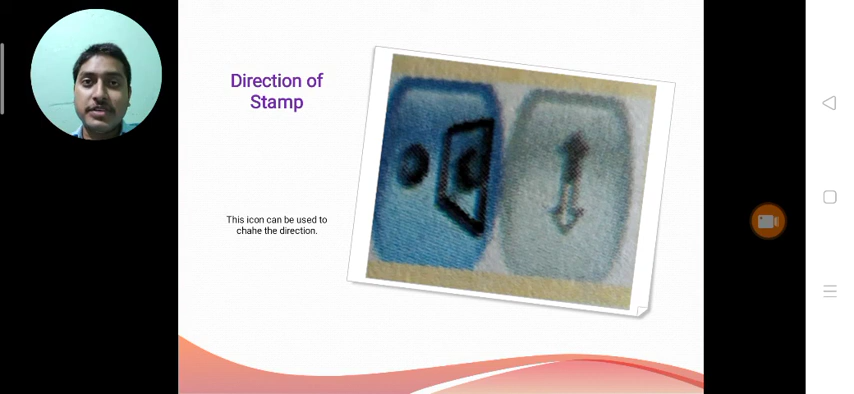 Direction of
Stamp
This icon can be used to
chahe the direction.